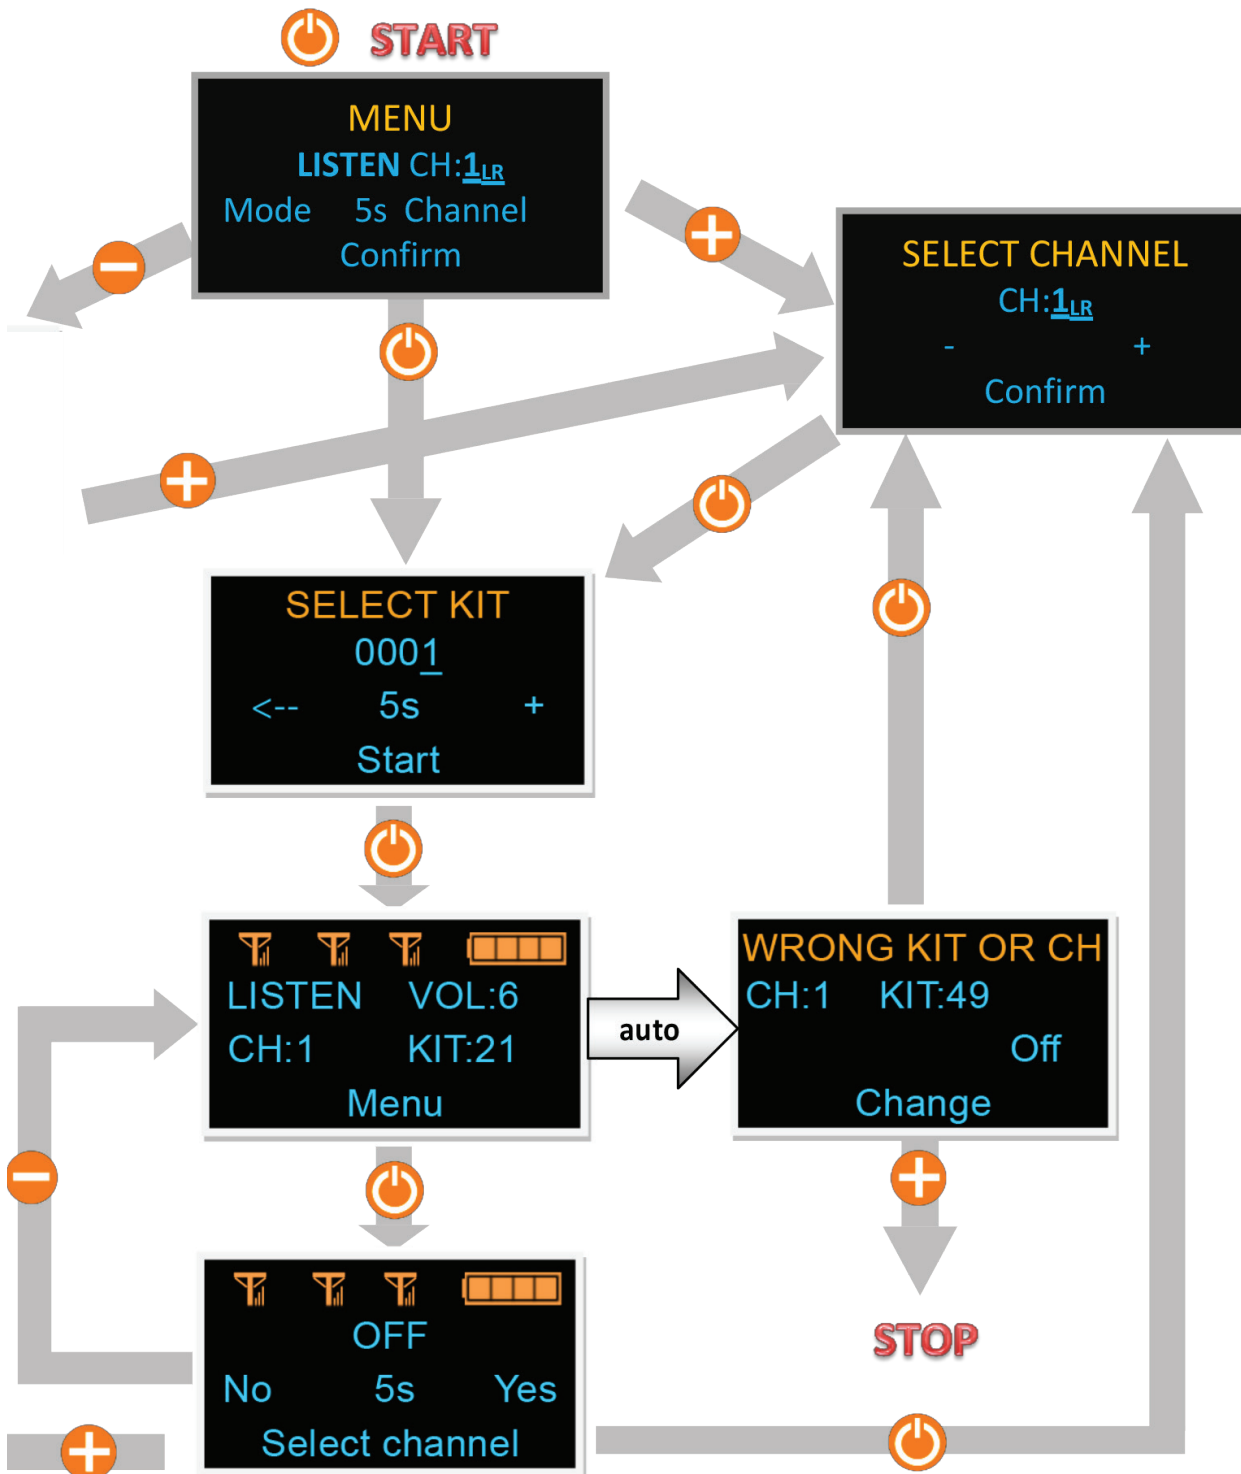 START
MENU
LISTEN CH:1LR
Mode 5s Channel
Confirm
SELECT CHANNEL
CH:1LR
- +
Confirm
SELECT KIT
0001
<-- 5s +
Start
LISTEN VOL:6
CH:1 KIT:21
Menu
auto
WRONG KIT OR CH
CH:1 KIT:49
Off
Change
OFF
No 5s Yes
Select channel
STOP